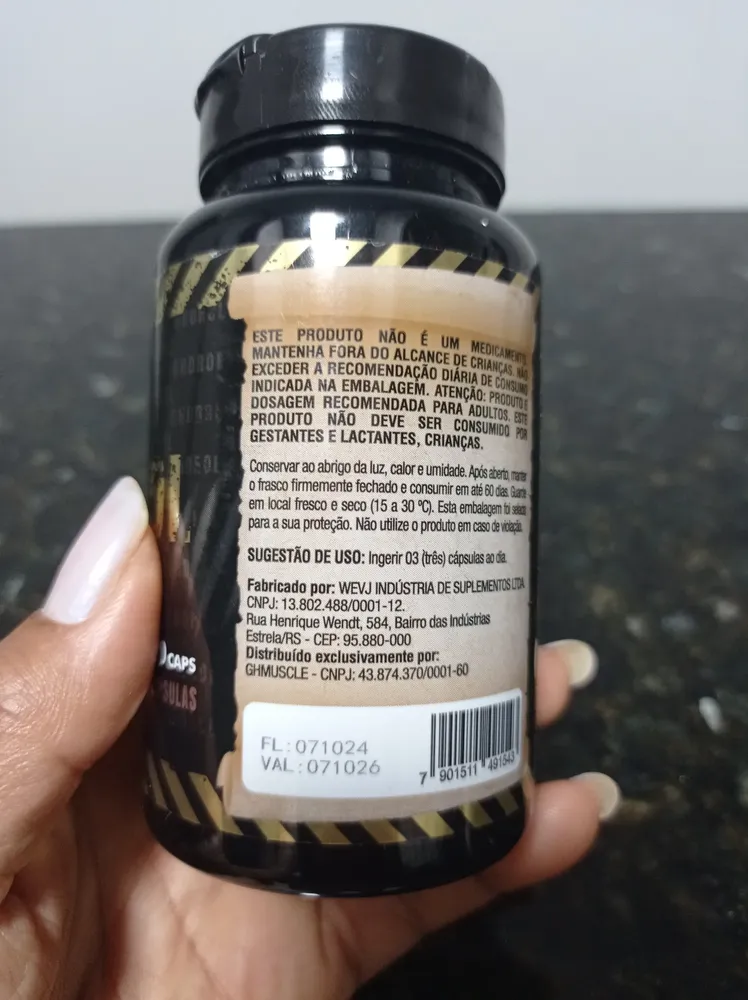 ESTE PRODUTO NÃO É UM MEDICAMENTO.
MANTENHA FORA DO ALCANCE DE CRIANÇAS. NÃO
EXCEDER A RECOMENDAÇÃO DIÁRIA DE CONSUMO
INDICADA NA EMBALAGEM. ATENÇÃO: PRODUTO E
DOSAGEM RECOMENDADA PARA ADULTOS. ESTE
PRODUTO NÃO DEVE SER CONSUMIDO POR
GESTANTES E LACTANTES, CRIANÇAS.
Conservar ao abrigo da luz, calor e umidade. Após aberto, manter
o frasco firmemente fechado e consumir em até 60 dias. Guarde
em local fresco e seco (15 a 30 ºC). Esta embalagem foi selada
para a sua proteção. Não utilize o produto em caso de violação.
SUGESTÃO DE USO: Ingerir 03 (três) cápsulas ao dia.
Fabricado por: WEVJ INDÚSTRIA DE SUPLEMENTOS LTDA
CNPJ: 13.802.488/0001-12.
Rua Henrique Wendt, 584, Bairro das Indústrias
Estrela/RS - CEP: 95.880-000
Distribuído exclusivamente por:
GHMUSCLE - CNPJ: 43.874.370/0001-60
CAPS
FL:071024
VAL:071026
7 901511 491543